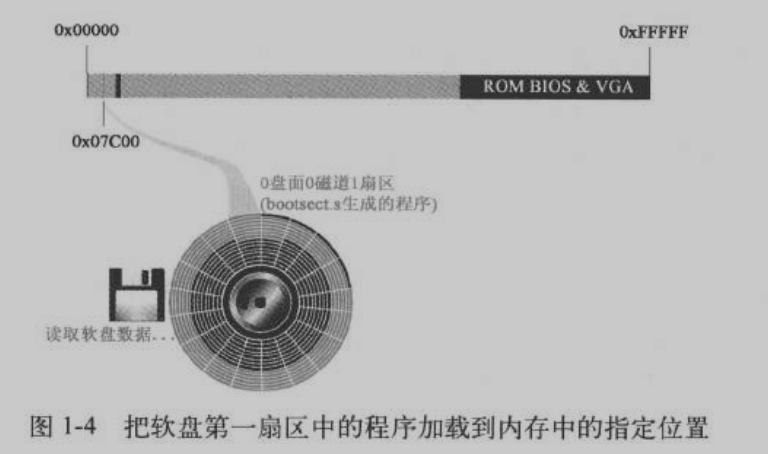 0x00000
0xFFFFF
ROM BIOS & VGA
0x07C00
0盘面0磁道1扇区
(bootsect.s生成的程序)
读取软盘数据...
图 1-4 把软盘第一扇区中的程序加载到内存中的指定位置